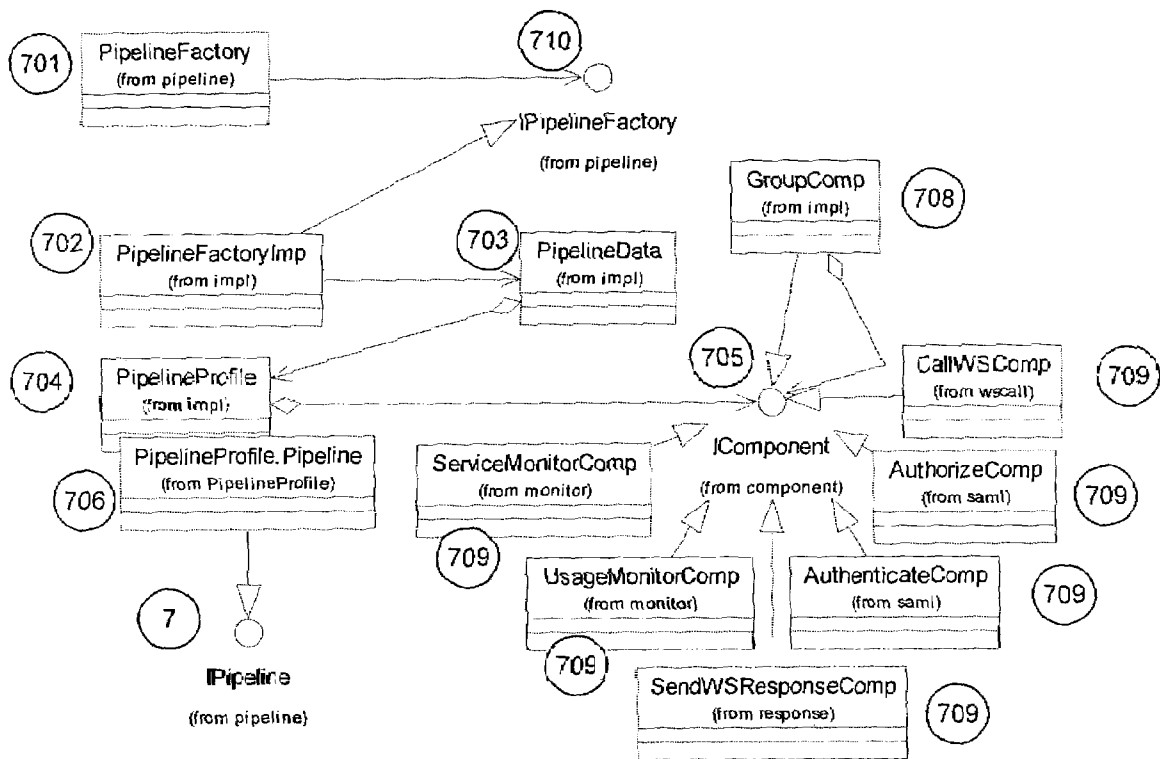 701
PipelineFactory
(from pipeline)
710
IPipelineFactory
(from pipeline)
GroupComp
(from impl)
708
702
PipelineFactoryImp
(from impl)
703
PipelineData
(from impl)
704
PipelineProfile
(from impl)
705
IComponent
(from component)
CallWSComp
(from wscall)
709
706
PipelineProfile.Pipeline
(from PipelineProfile)
ServiceMonitorComp
(from monitor)
709
AuthorizeComp
(from saml)
709
UsageMonitorComp
(from monitor)
709
AuthenticateComp
(from saml)
709
7
IPipeline
(from pipeline)
SendWSResponseComp
(from response)
709